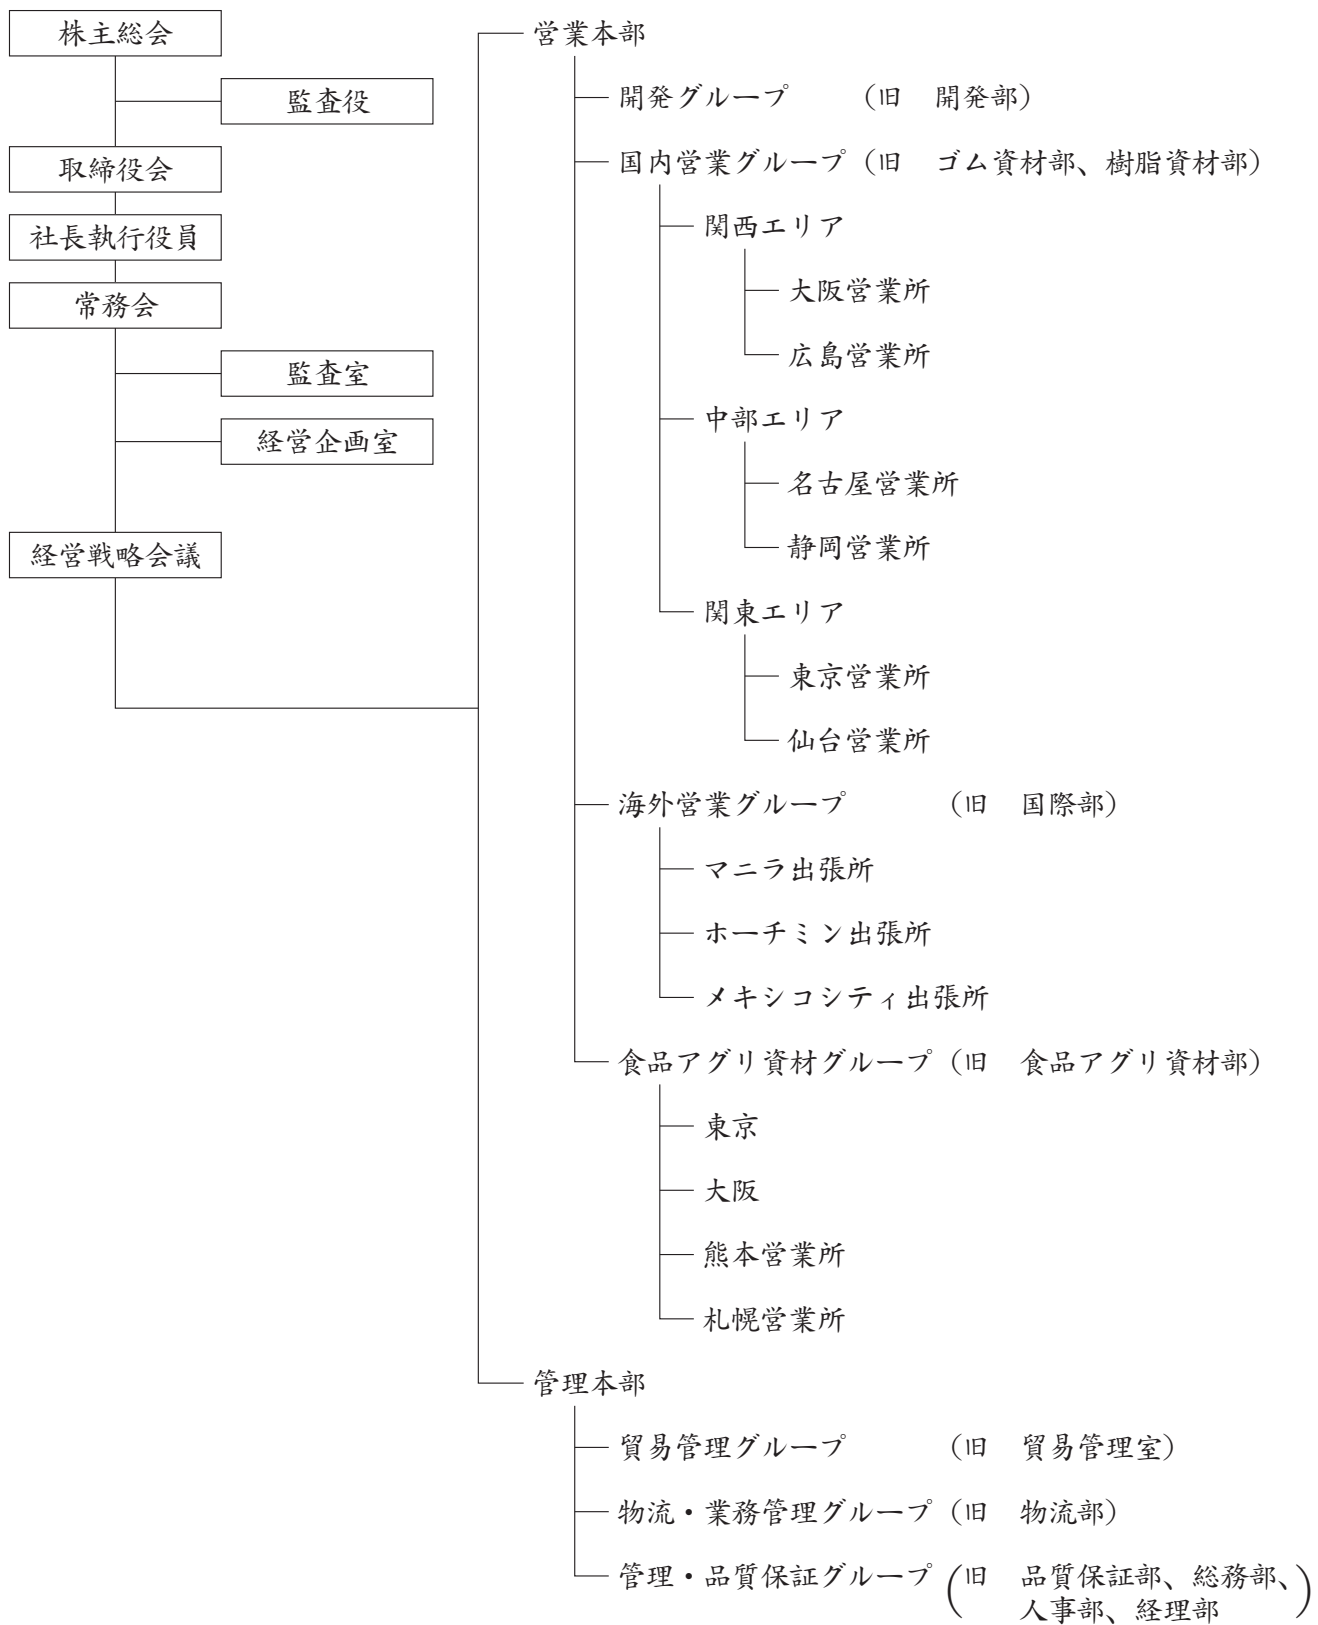 株主総会
監査役
取締役会
社長執行役員
常務会
監査室
経営企画室
経営戦略会議
営業本部
開発グループ （旧　開発部）
国内営業グループ（旧　ゴム資材部、樹脂資材部）
関西エリア
大阪営業所
広島営業所
中部エリア
名古屋営業所
静岡営業所
関東エリア
東京営業所
仙台営業所
海外営業グループ （旧　国際部）
マニラ出張所
ホーチミン出張所
メキシコシティ出張所
食品アグリ資材グループ（旧　食品アグリ資材部）
東京
大阪
熊本営業所
札幌営業所
管理本部
貿易管理グループ （旧　貿易管理室）
物流・業務管理グループ（旧　物流部）
管理・品質保証グループ（旧　品質保証部、総務部、
人事部、経理部）